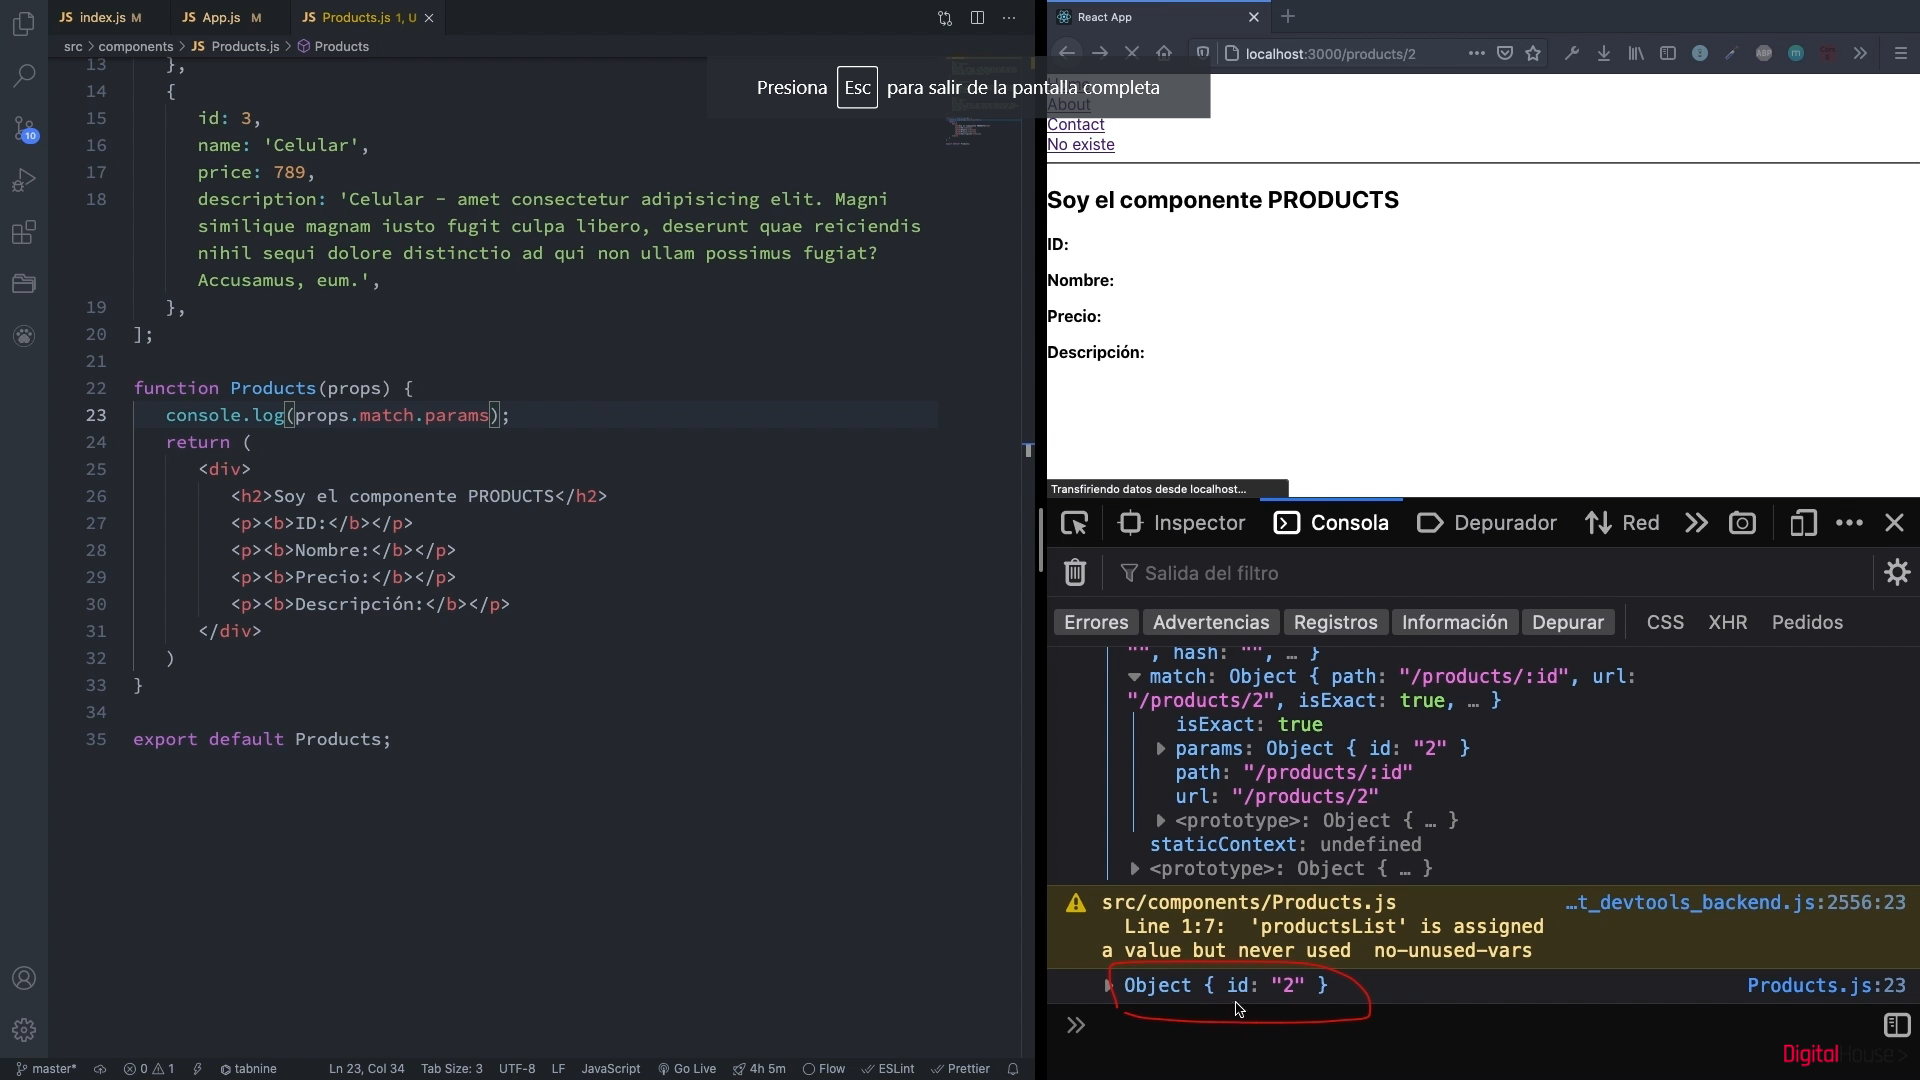 JS index.js M
JS App.js M
JS Products.js 1, U
src > components > JS Products.js > Products
13 },
14 {
15 id: 3,
16 name: 'Celular',
17 price: 789,
18 description: 'Celular - amet consectetur adipisicing elit. Magni
similique magnam iusto fugit culpa libero, deserunt quae reiciendis
nihil sequi dolore distinctio ad qui non ullam possimus fugiat?
Accusamus, eum.',
19 },
20 ];
21
22 function Products(props) {
23 console.log(props.match.params);
24 return (
25 <div>
26 <h2>Soy el componente PRODUCTS</h2>
27 <p><b>ID:</b></p>
28 <p><b>Nombre:</b></p>
29 <p><b>Precio:</b></p>
30 <p><b>Descripción:</b></p>
31 </div>
32 )
33 }
34
35 export default Products;
10
master* 0 1 tabnine Ln 23, Col 34 Tab Size: 3 UTF-8 LF JavaScript Go Live 4h 5m Flow ESLint Prettier
Presiona Esc para salir de la pantalla completa
React App
localhost:3000/products/2
ABP
m
About
Contact
No existe
Soy el componente PRODUCTS
ID:
Nombre:
Precio:
Descripción:
Transfiriendo datos desde localhost...
Inspector Consola Depurador Red
Salida del filtro
Errores Advertencias Registros Información Depurar CSS XHR Pedidos
"", hash: "", … }
match: Object { path: "/products/:id", url:
"/products/2", isExact: true, … }
isExact: true
params: Object { id: "2" }
path: "/products/:id"
url: "/products/2"
<prototype>: Object { … }
staticContext: undefined
<prototype>: Object { … }
src/components/Products.js …t_devtools_backend.js:2556:23
Line 1:7: 'productsList' is assigned
a value but never used no-unused-vars
Object { id: "2" } Products.js:23
DigitalHouse>